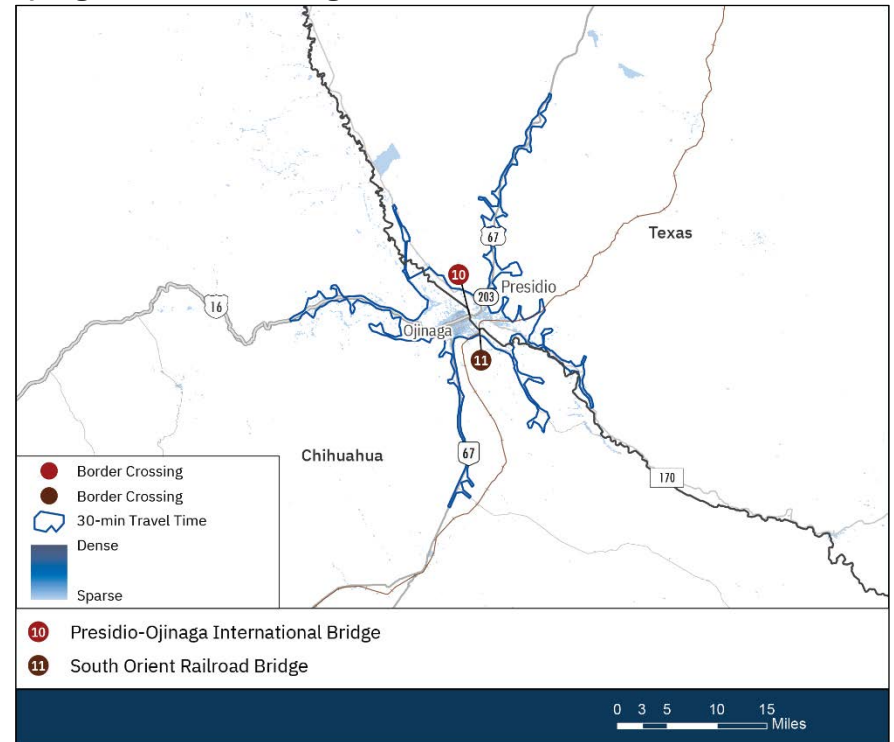 67
Texas
10
Presidio
203
16
Ojinaga
11
Chihuahua
67
170
Border Crossing
Border Crossing
30-min Travel Time
Dense
Sparse
10 Presidio-Ojinaga International Bridge
11 South Orient Railroad Bridge
0 3 5 10 15
Miles